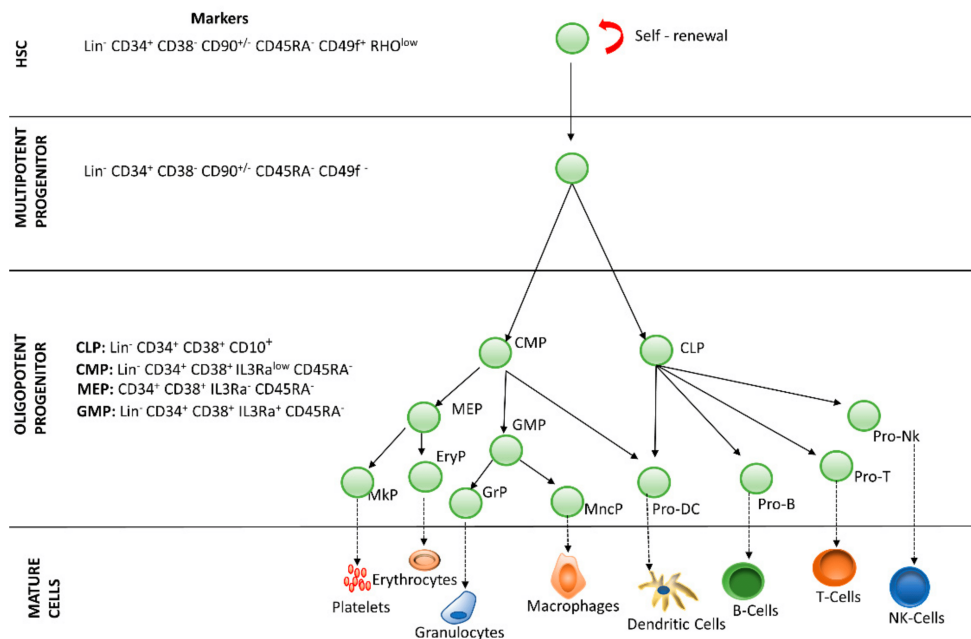 Markers
HSC
Lin⁻ CD34⁺ CD38⁻ CD90⁺/⁻ CD45RA⁻ CD49f⁺ RHOˡᵒʷ
Self - renewal
MULTIPOTENT
PROGENITOR
Lin⁻ CD34⁺ CD38⁻ CD90⁺/⁻ CD45RA⁻ CD49f ⁻
OLIGOPOTENT
PROGENITOR
CLP: Lin⁻ CD34⁺ CD38⁺ CD10⁺
CMP: Lin⁻ CD34⁺ CD38⁺ IL3Raˡᵒʷ CD45RA⁻
MEP: CD34⁺ CD38⁺ IL3Ra⁻ CD45RA⁻
GMP: Lin⁻ CD34⁺ CD38⁺ IL3Ra⁺ CD45RA⁻
CMP
CLP
MEP
GMP
Pro-Nk
EryP
Pro-T
MkP
GrP
MncP
Pro-DC
Pro-B
MATURE
CELLS
Platelets
Erythrocytes
Granulocytes
Macrophages
Dendritic Cells
B-Cells
T-Cells
NK-Cells